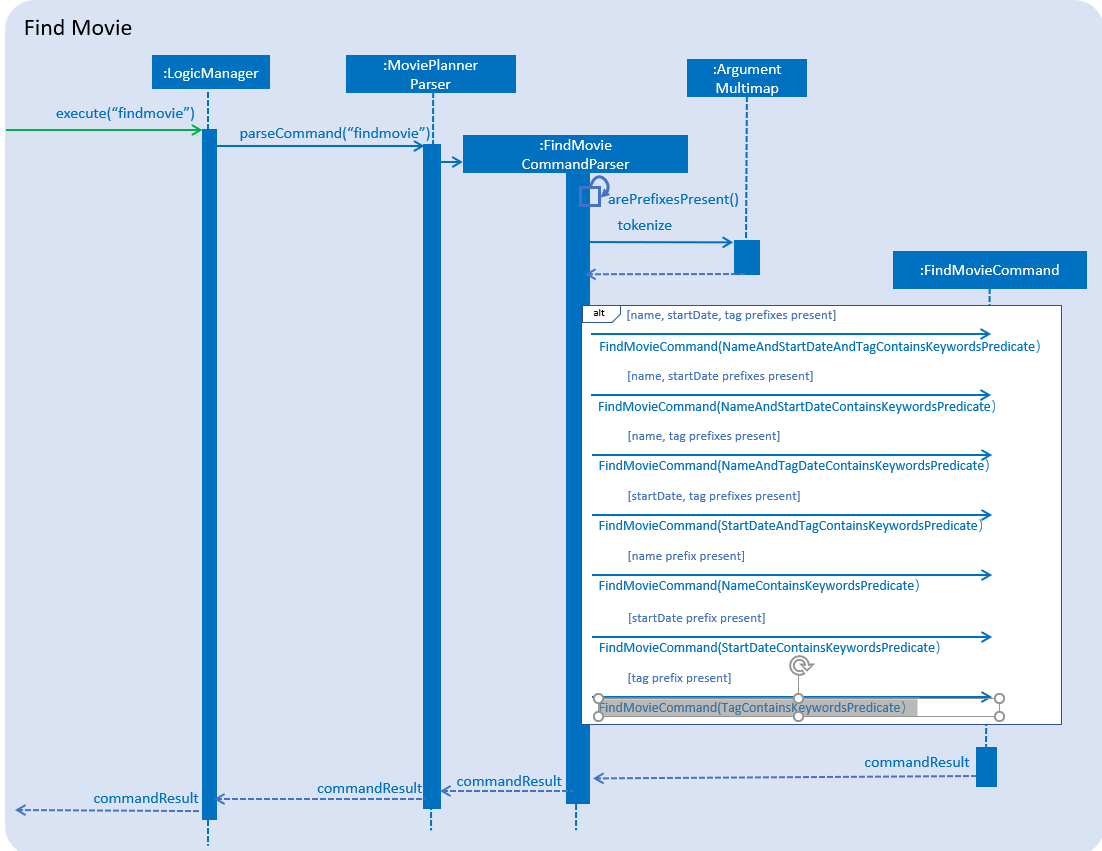 Find Movie
:LogicManager
:MoviePlanner
Parser
:Argument
Multimap
execute(“findmovie”)
parseCommand(“findmovie”)
:FindMovie
CommandParser
arePrefixesPresent()
tokenize
:FindMovieCommand
alt
[name, startDate, tag prefixes present]
FindMovieCommand(NameAndStartDateAndTagContainsKeywordsPredicate)
[name, startDate prefixes present]
FindMovieCommand(NameAndStartDateContainsKeywordsPredicate)
[name, tag prefixes present]
FindMovieCommand(NameAndTagDateContainsKeywordsPredicate)
[startDate, tag prefixes present]
FindMovieCommand(StartDateAndTagContainsKeywordsPredicate)
[name prefix present]
FindMovieCommand(NameContainsKeywordsPredicate)
[startDate prefix present]
FindMovieCommand(StartDateContainsKeywordsPredicate)
[tag prefix present]
FindMovieCommand(TagContainsKeywordsPredicate)
commandResult
commandResult
commandResult
commandResult